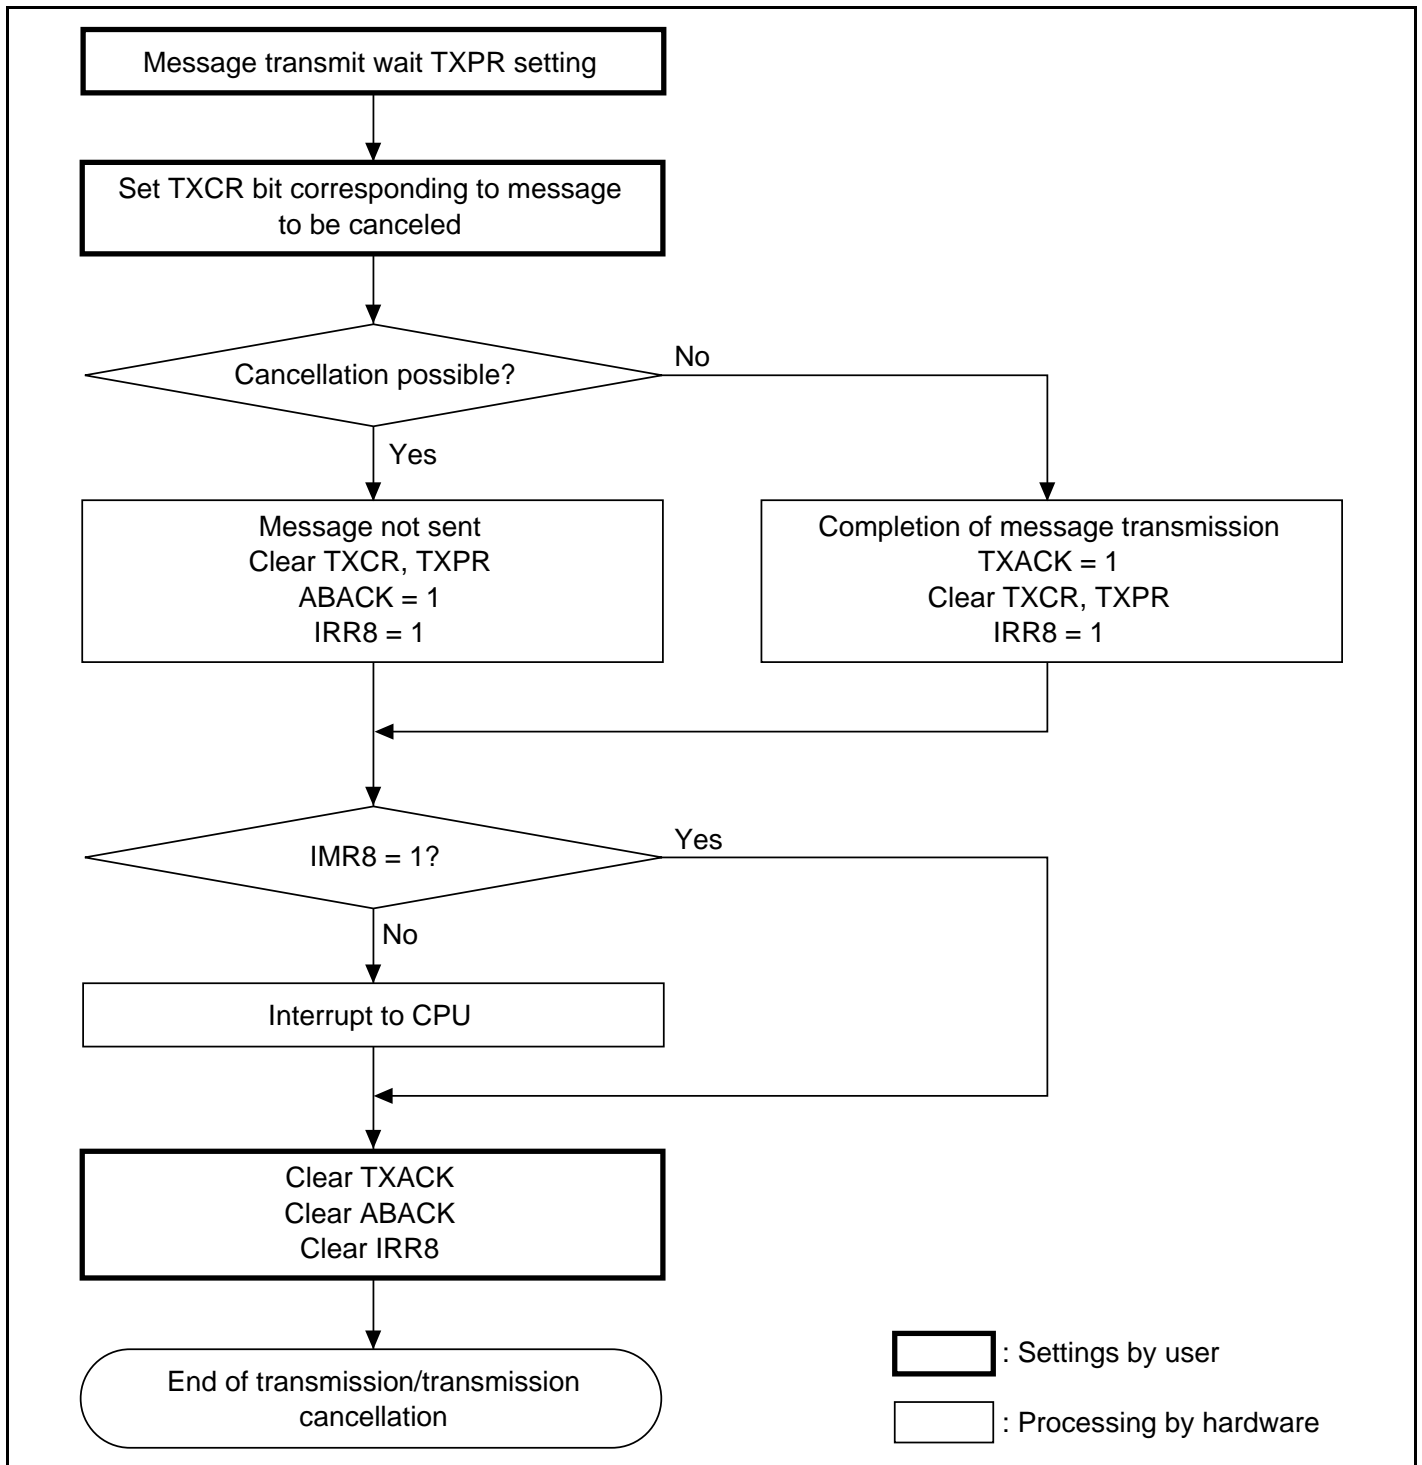 Message transmit wait TXPR setting
Set TXCR bit corresponding to message
to be canceled
Cancellation possible?
No
Yes
Message not sent
Clear TXCR, TXPR
ABACK = 1
IRR8 = 1
Completion of message transmission
TXACK = 1
Clear TXCR, TXPR
IRR8 = 1
IMR8 = 1?
Yes
No
Interrupt to CPU
Clear TXACK
Clear ABACK
Clear IRR8
End of transmission/transmission
cancellation
: Settings by user
: Processing by hardware